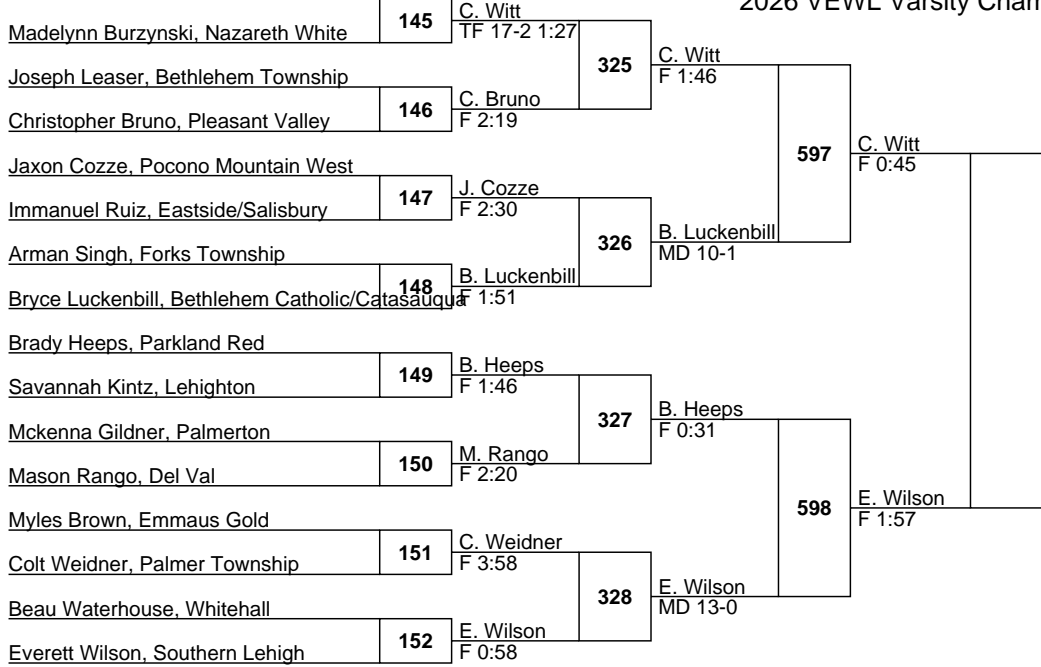 2026 VEWL Varsity Cham
C. Witt
145
Madelynn Burzynski, Nazareth White
TF 17-2 1:27
325
C. Witt
F 1:46
Joseph Leaser, Bethlehem Township
146
C. Bruno
Christopher Bruno, Pleasant Valley
F 2:19
597
C. Witt
F 0:45
Jaxon Cozze, Pocono Mountain West
147
J. Cozze
Immanuel Ruiz, Eastside/Salisbury
F 2:30
326
B. Luckenbill
MD 10-1
Arman Singh, Forks Township
148
B. Luckenbill
Bryce Luckenbill, Bethlehem Catholic/Catasauqua
F 1:51
Brady Heeps, Parkland Red
149
B. Heeps
Savannah Kintz, Lehighton
F 1:46
327
B. Heeps
F 0:31
Mckenna Gildner, Palmerton
150
M. Rango
Mason Rango, Del Val
F 2:20
598
E. Wilson
F 1:57
Myles Brown, Emmaus Gold
151
C. Weidner
Colt Weidner, Palmer Township
F 3:58
328
E. Wilson
MD 13-0
Beau Waterhouse, Whitehall
152
E. Wilson
Everett Wilson, Southern Lehigh
F 0:58